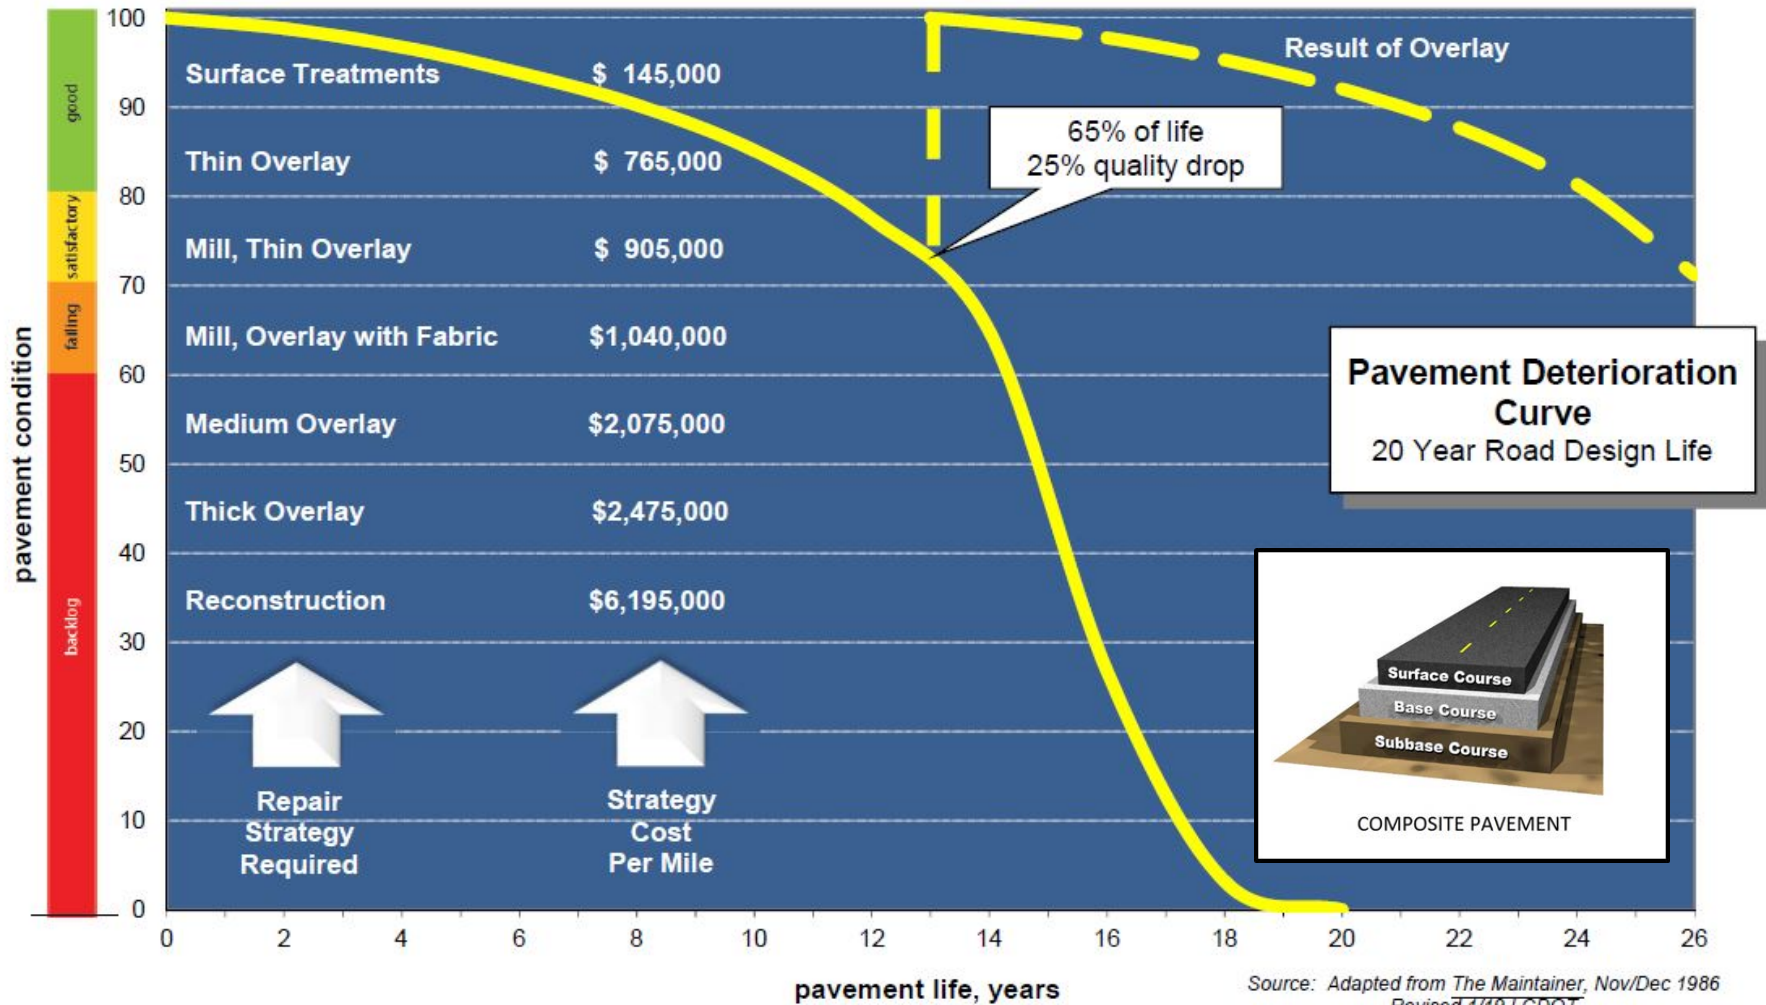 100
90
80
70
60
50
40
30
20
10
0
good
satisfactory
failing
backlog
pavement condition
Surface Treatments $ 145,000
Thin Overlay $ 765,000
Mill, Thin Overlay $ 905,000
Mill, Overlay with Fabric $1,040,000
Medium Overlay $2,075,000
Thick Overlay $2,475,000
Reconstruction $6,195,000
Repair
Strategy
Required
Strategy
Cost
Per Mile
65% of life
25% quality drop
Result of Overlay
Pavement Deterioration
Curve
20 Year Road Design Life
Surface Course
Base Course
Subbase Course
COMPOSITE PAVEMENT
0 2 4 6 8 10 12 14 16 18 20 22 24 26
pavement life, years
Source: Adapted from The Maintainer, Nov/Dec 1986
Revised